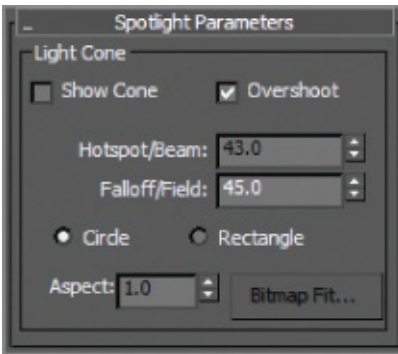 Spotlight Parameters
Light Cone
Show Cone Overshoot
Hotspot/Beam: 43.0
Falloff/Field: 45.0
Circle Rectangle
Aspect: 1.0 Bitmap Fit...